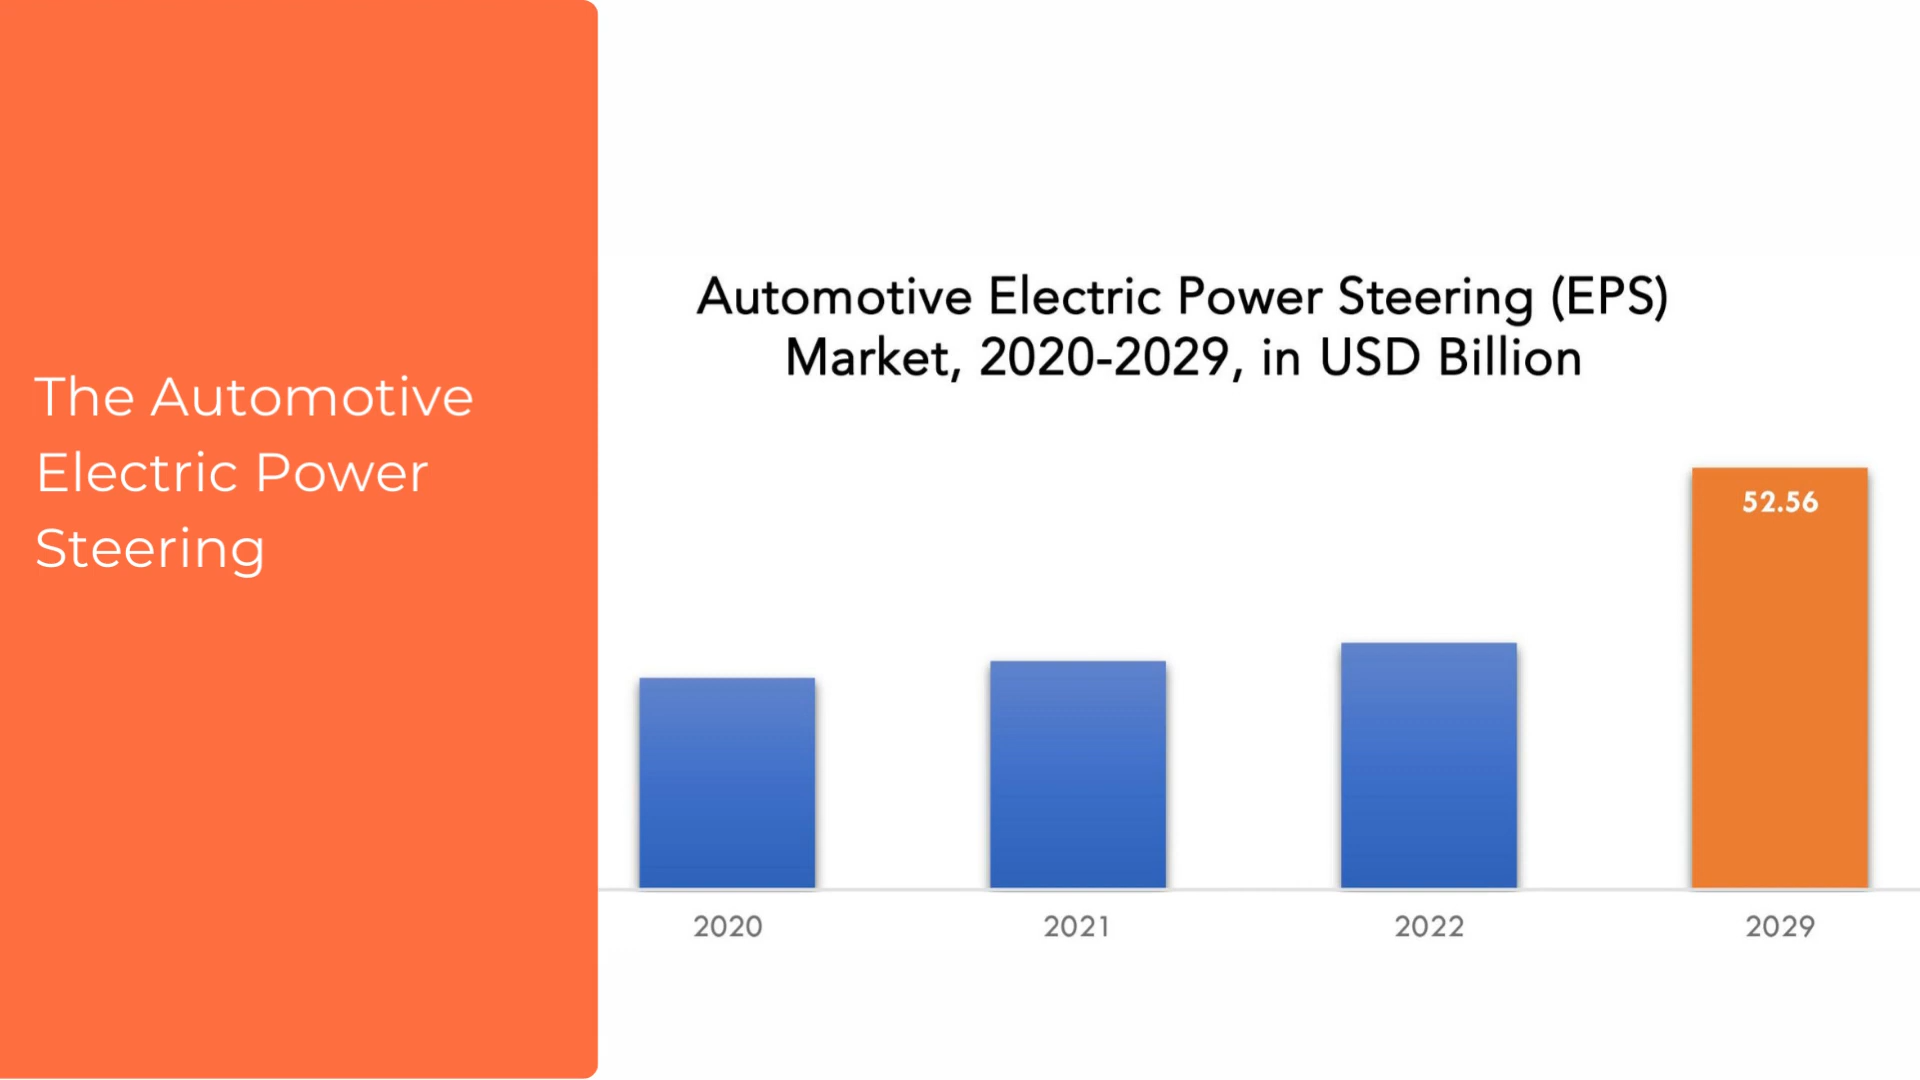 The Automotive
Electric Power
Steering
Automotive Electric Power Steering (EPS)
Market, 2020-2029, in USD Billion
52.56
2020
2021
2022
2029